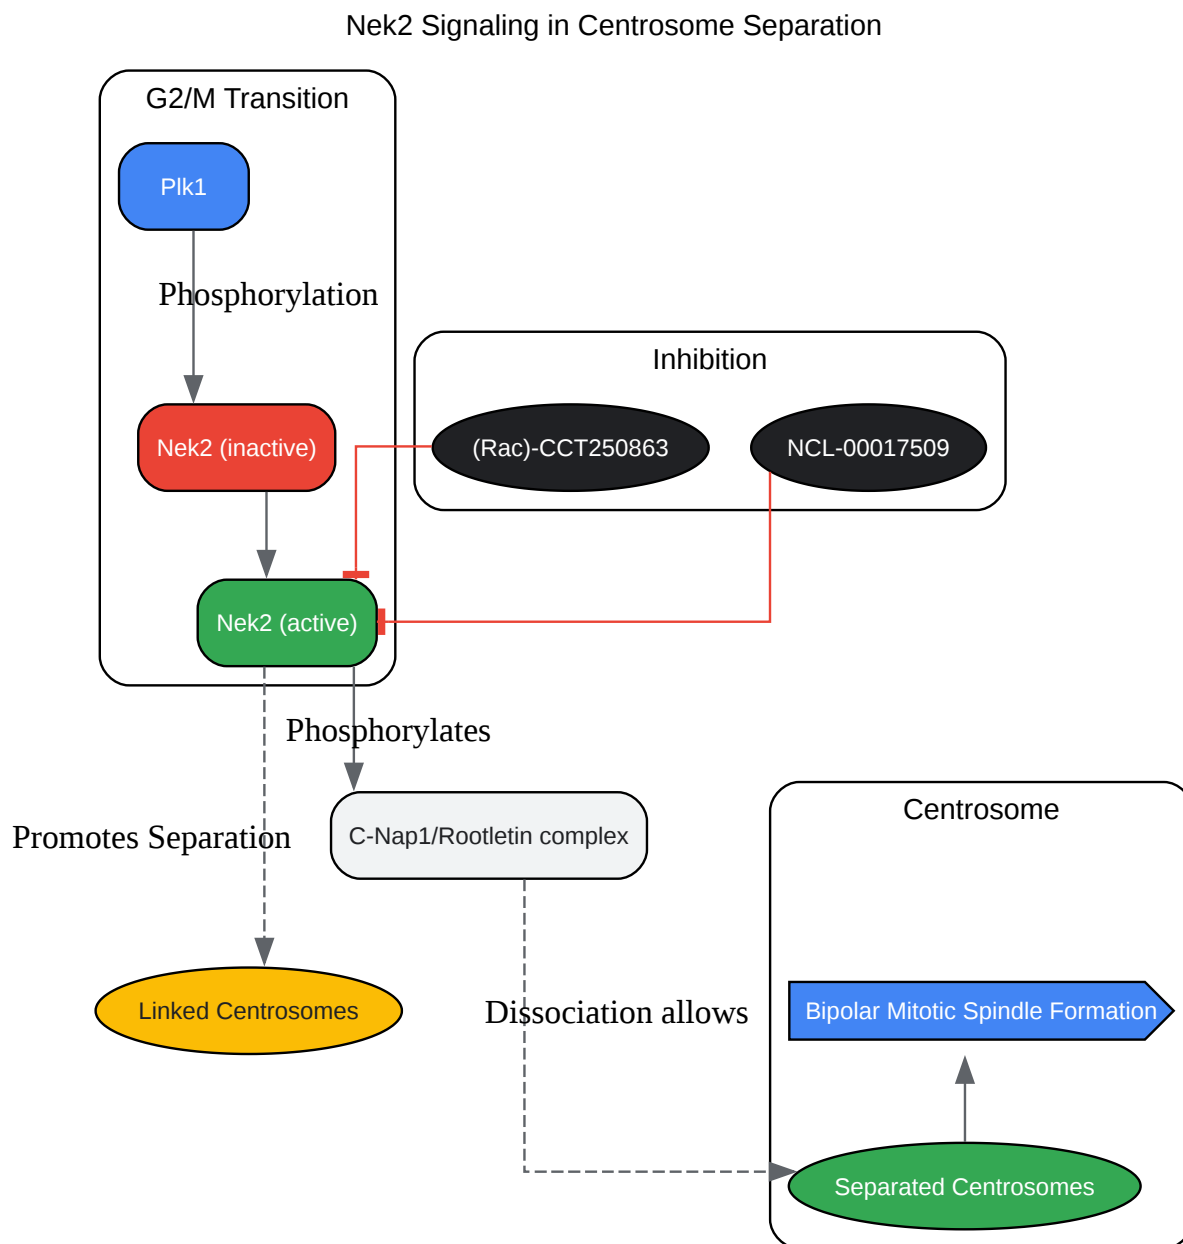 Nek2 Signaling in Centrosome Separation
G2/M Transition
Plk1
Phosphorylation
Inhibition
Nek2 (inactive)
(Rac)-CCT250863
NCL-00017509
Nek2 (active)
Phosphorylates
Promotes Separation
C-Nap1/Rootletin complex
Centrosome
Linked Centrosomes
Dissociation allows
Bipolar Mitotic Spindle Formation
Separated Centrosomes